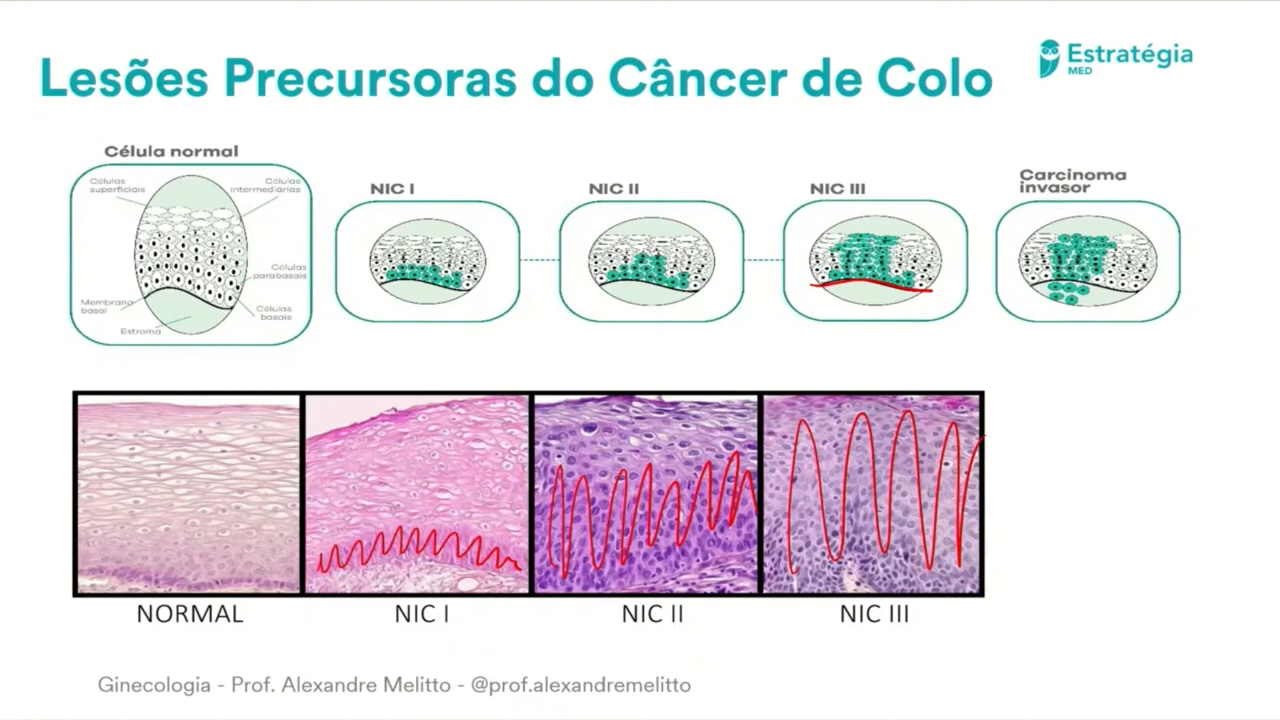 Lesões Precursoras do Câncer de Colo
Estratégia
MED
Célula normal
Células
superficiais
Células
intermediárias
Células
parabasais
Membrana
basal
Células
basais
Estroma
NIC I
NIC II
NIC III
Carcinoma
invasor
NORMAL
NIC I
NIC II
NIC III
Ginecologia - Prof. Alexandre Melitto - @prof.alexandremelitto